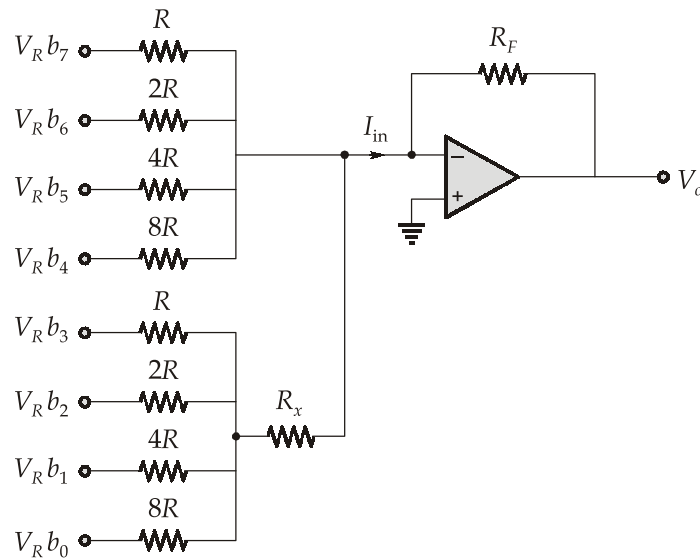 R
V_R b_7
R_F
2R
V_R b_6
I_in
4R
−
V_R b_5
V_o
+
8R
V_R b_4
R
V_R b_3
2R
V_R b_2
R_x
4R
V_R b_1
8R
V_R b_0